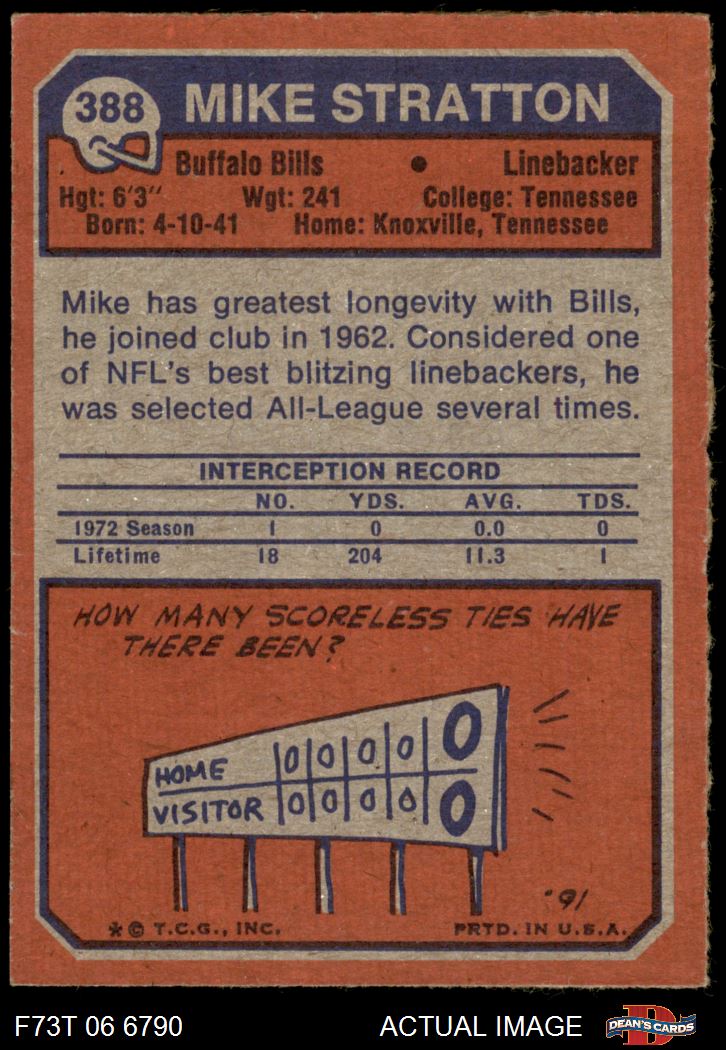 388 MIKE STRATTON
Buffalo Bills • Linebacker
Hgt: 6'3" Wgt: 241 College: Tennessee
Born: 4-10-41 Home: Knoxville, Tennessee
Mike has greatest longevity with Bills,
he joined club in 1962. Considered one
of NFL's best blitzing linebackers, he
was selected All-League several times.
INTERCEPTION RECORD
NO. YDS. AVG. TDS.
1972 Season 1 0 0.0 0
Lifetime 18 204 11.3 1
HOW MANY SCORELESS TIES HAVE
THERE BEEN?
HOME 0 0 0 0 0
VISITOR 0 0 0 0 0
·91
* © T.C.G., INC. PRTD. IN U.S.A.
F73T 06 6790 ACTUAL IMAGE DEAN'S CARDS